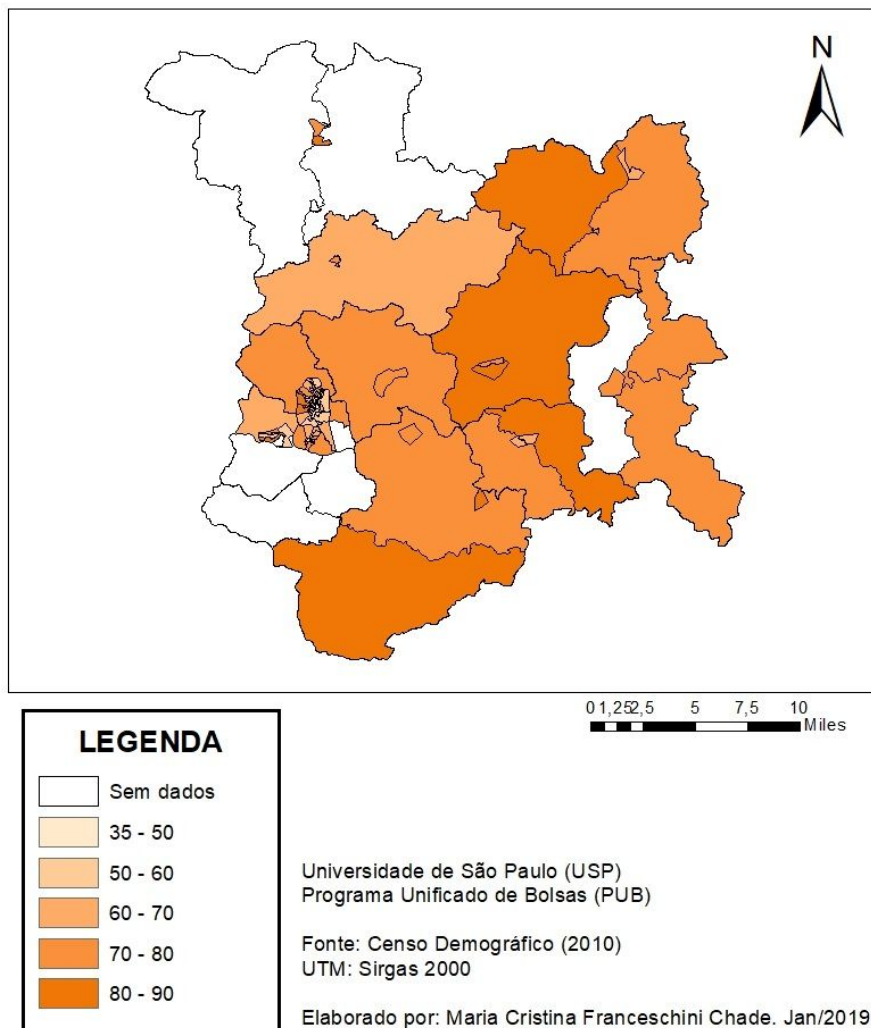 N
0 1,252,5 5 7,5 10
Miles
LEGENDA
Sem dados
35 - 50
50 - 60
60 - 70
70 - 80
80 - 90
Universidade de São Paulo (USP)
Programa Unificado de Bolsas (PUB)
Fonte: Censo Demográfico (2010)
UTM: Sirgas 2000
Elaborado por: Maria Cristina Franceschini Chade. Jan/2019